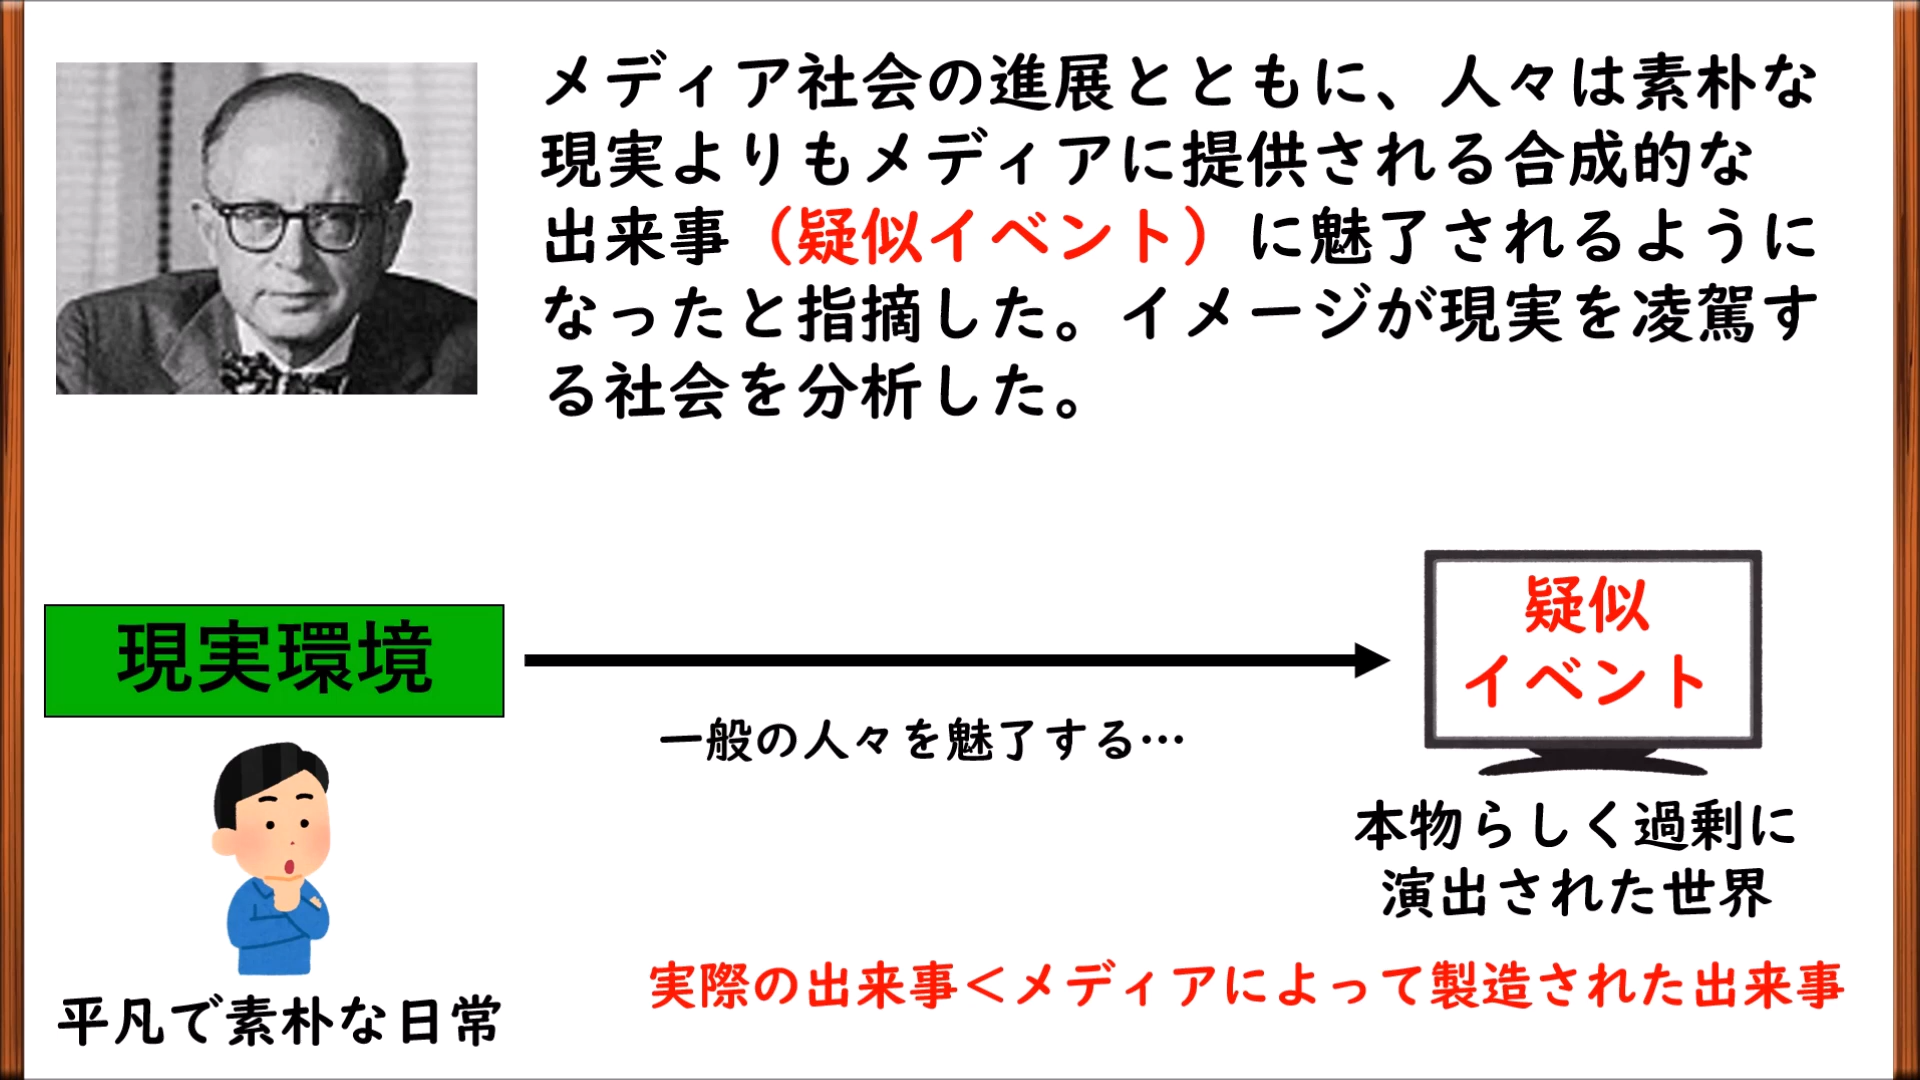 メディア社会の進展とともに、人々は素朴な
現実よりもメディアに提供される合成的な
出来事（疑似イベント）に魅了されるように
なったと指摘した。イメージが現実を凌駕す
る社会を分析した。
現実環境
疑似
イベント
一般の人々を魅了する…
本物らしく過剰に
演出された世界
実際の出来事＜メディアによって製造された出来事
平凡で素朴な日常